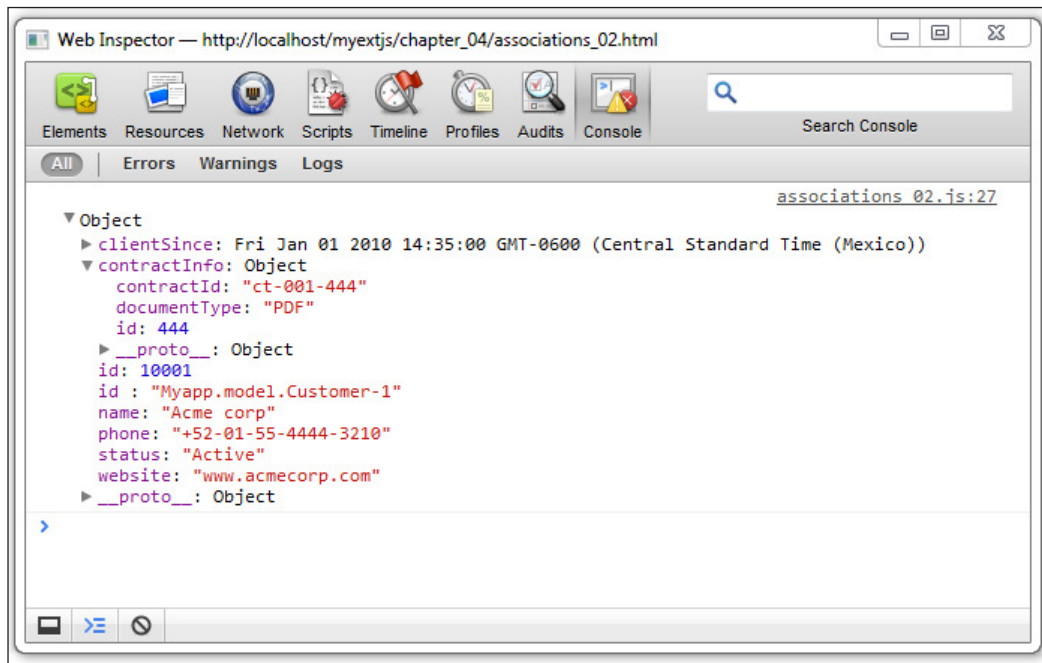 Web Inspector — http://localhost/myextjs/chapter_04/associations_02.html
Elements Resources Network Scripts Timeline Profiles Audits Console Search Console
All Errors Warnings Logs
associations_02.js:27
Object
clientSince: Fri Jan 01 2010 14:35:00 GMT-0600 (Central Standard Time (Mexico))
contractInfo: Object
contractId: "ct-001-444"
documentType: "PDF"
id: 444
__proto__: Object
id: 10001
id : "Myapp.model.Customer-1"
name: "Acme corp"
phone: "+52-01-55-4444-3210"
status: "Active"
website: "www.acmecorp.com"
__proto__: Object